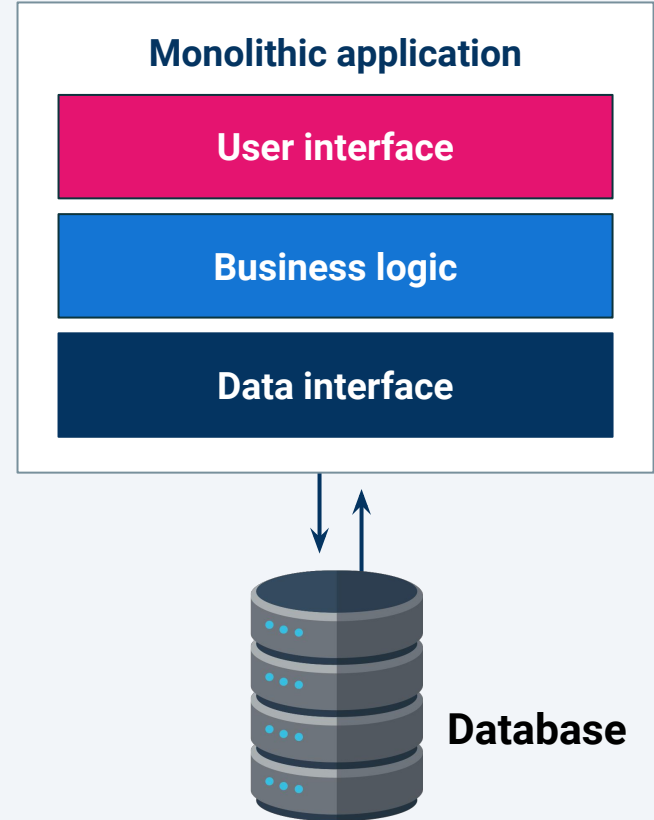 Monolithic application
User interface
Business logic
Data interface
Database